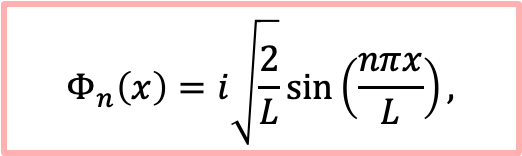 Φₙ(x) = i √(2/L) sin (nπx/L),